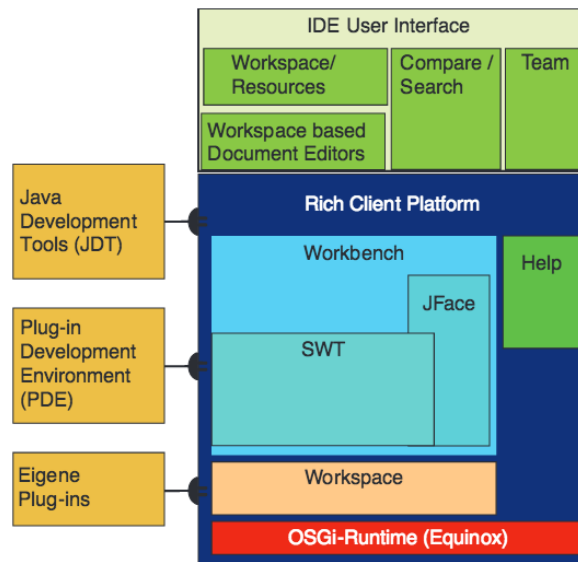 IDE User Interface
Workspace/
Resources
Compare /
Search
Team
Workspace based
Document Editors
Java
Development
Tools (JDT)
Rich Client Platform
Workbench
Help
JFace
SWT
Plug-in
Development
Environment
(PDE)
Eigene
Plug-ins
Workspace
OSGi-Runtime (Equinox)